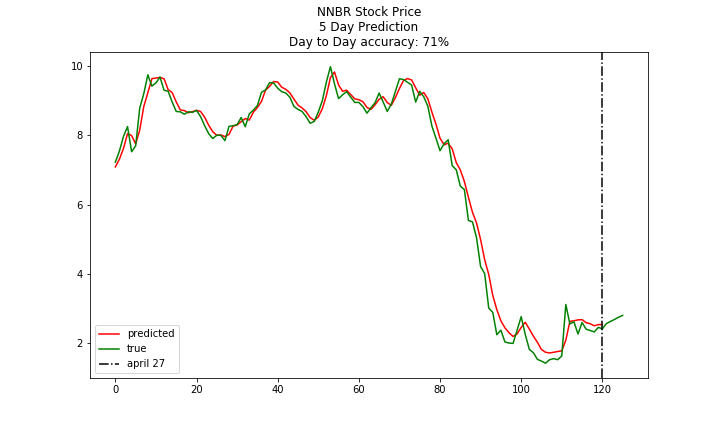 NNBR Stock Price
5 Day Prediction
Day to Day accuracy: 71%
10
8
6
4
2
predicted
true
april 27
0
20
40
60
80
100
120